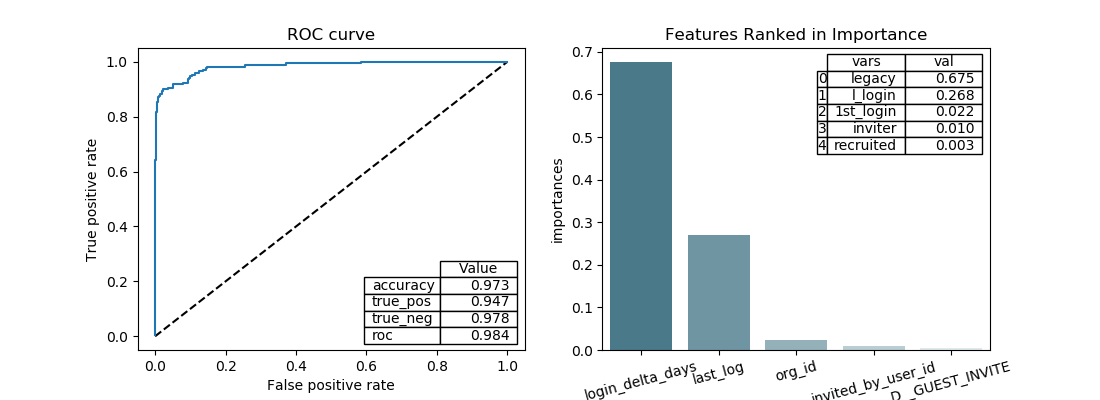 ROC curve
True positive rate
1.0
0.8
0.6
0.4
0.2
0.0
Value
accuracy 0.973
true_pos 0.947
true_neg 0.978
roc 0.984
0.0 0.2 0.4 0.6 0.8 1.0
False positive rate
Features Ranked in Importance
importances
0.7
0.6
0.5
0.4
0.3
0.2
0.1
0.0
vars val
0 legacy 0.675
1 l_login 0.268
2 1st_login 0.022
3 inviter 0.010
4 recruited 0.003
login_delta_days
last_log
org_id
invited_by_user_id
GUEST_INVITE